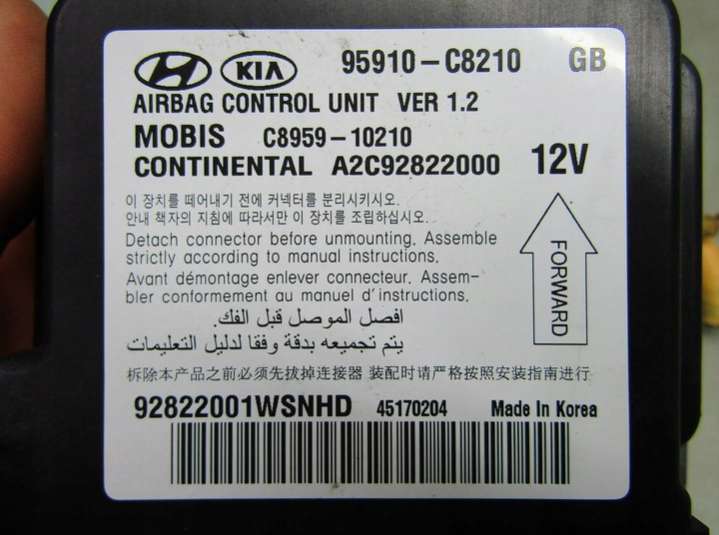 KIA 95910-C8210 GB
AIRBAG CONTROL UNIT VER 1.2
MOBIS C8959-10210
CONTINENTAL A2C92822000 12V
이 장치를 떼어내기 전에 커넥터를 분리시키시오.
안내 책자의 지침에 따라서만 이 장치를 조립하십시오.
Detach connector before unmounting. Assemble
strictly according to manual instructions.
Avant démontage enlever connecteur. Assem-
bler conformement au manuel d'instructions.
افصل الموصل قبل الفك.
يتم تجميعه بدقة وفقا لدليل التعليمات
拆除本产品之前必须先拔掉连接器 装配时请严格按照安装指南进行
FORWARD
92822001WSNHD 45170204 Made In Korea